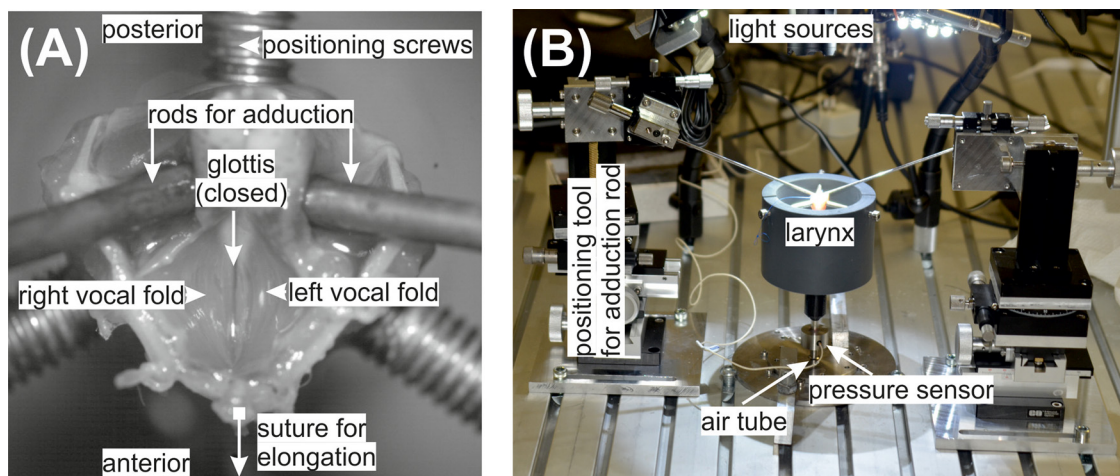 (A)
posterior
positioning screws
rods for adduction
glottis
(closed)
right vocal fold
left vocal fold
suture for
elongation
anterior
(B)
light sources
positioning tool
for adduction rod
larynx
pressure sensor
air tube